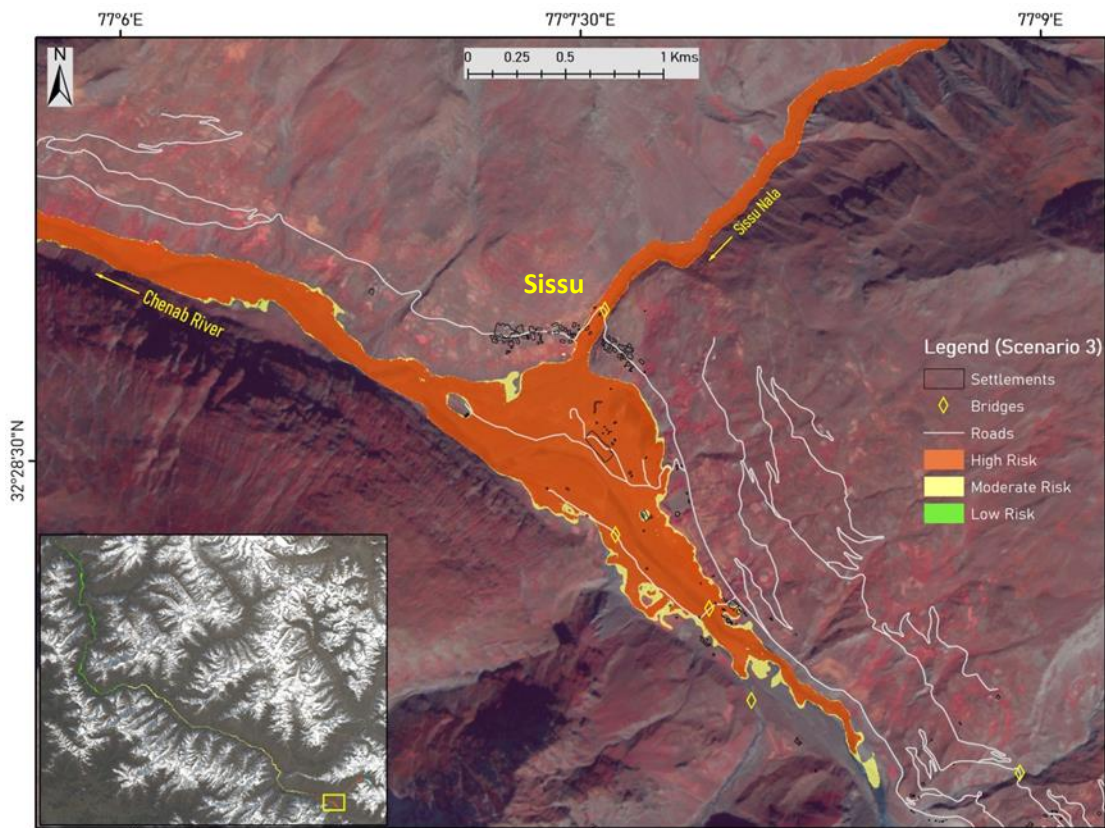 77°6'E
77°7'30"E
77°9'E
N
0 0.25 0.5 1 Kms
Sissu Nala
Sissu
Chenab River
Legend (Scenario 3)
Settlements
Bridges
Roads
High Risk
Moderate Risk
Low Risk
32°28'30"N